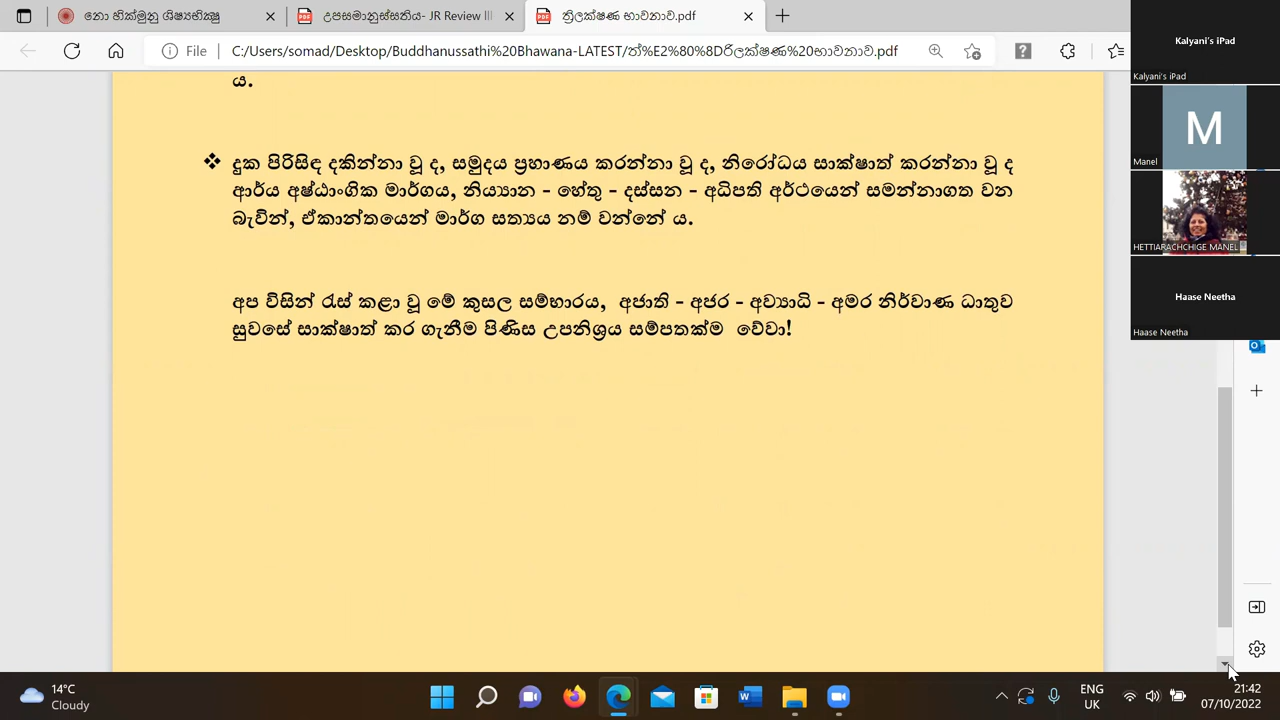 නො හික්මුනු ශිෂ්‍යභික්ෂු
උපසමානුස්සතිය- JR Review III
ත්‍රිලක්ෂණ භාවනාව.pdf
File
C:/Users/somad/Desktop/Buddhanussathi%20Bhawana-LATEST/ත්%E2%80%8Dරිලක්ෂණ%20භාවනාව.pdf
ය.
❖ දුක පිරිසිඳ දකින්නා වූ ද, සමුදය ප්‍රහාණය කරන්නා වූ ද, නිරෝධය සාක්ෂාත් කරන්නා වූ ද
ආර්ය අෂ්ඨාංගික මාර්ගය, නිය්‍යාන - හේතු - දස්සන - අධිපති අර්ථයෙන් සමන්නාගත වන
බැවින්, ඒකාන්තයෙන් මාර්ග සත්‍යය නම් වන්නේ ය.
අප විසින් රැස් කළා වූ මේ කුසල සම්භාරය, අජාති - අජර - අව්‍යාධි - අමර නිර්වාණ ධාතුව
සුවසේ සාක්ෂාත් කර ගැනීම පිණිස උපනිශ්‍රය සම්පතක්ම වේවා!
Kalyani's iPad
Kalyani's iPad
M
Manel
HETTIARACHCHIGE MANEL
Haase Neetha
Haase Neetha
14°C
Cloudy
ENG
UK
21:42
07/10/2022